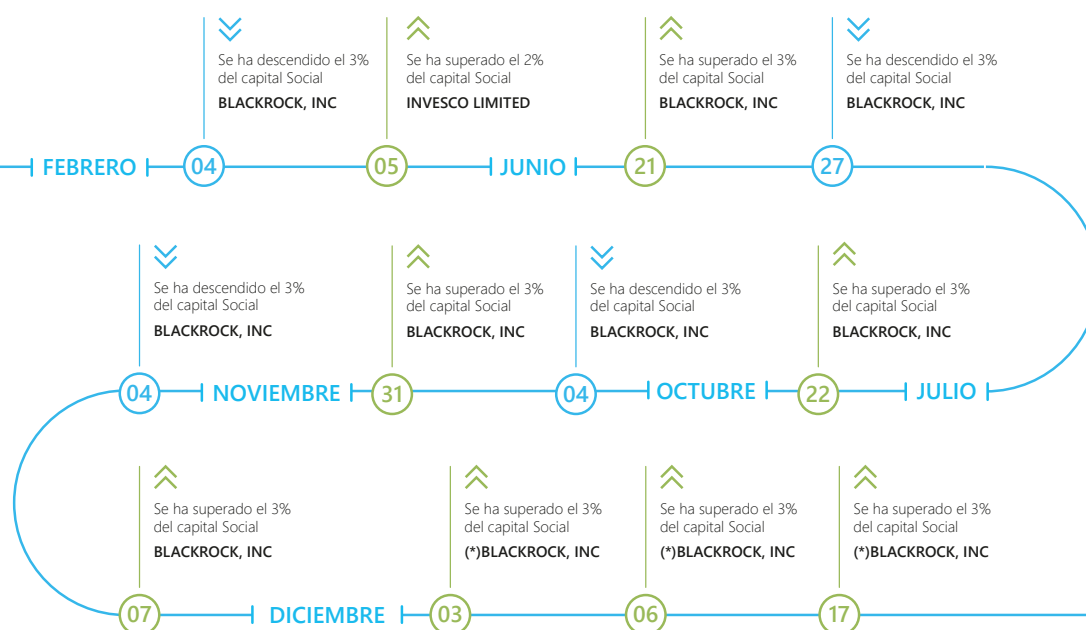 FEBRERO
04
Se ha descendido el 3%
del capital Social
BLACKROCK, INC
05
Se ha superado el 2%
del capital Social
INVESCO LIMITED
JUNIO
21
Se ha superado el 3%
del capital Social
BLACKROCK, INC
27
Se ha descendido el 3%
del capital Social
BLACKROCK, INC
JULIO
22
Se ha superado el 3%
del capital Social
BLACKROCK, INC
OCTUBRE
04
Se ha descendido el 3%
del capital Social
BLACKROCK, INC
31
Se ha superado el 3%
del capital Social
BLACKROCK, INC
NOVIEMBRE
04
Se ha descendido el 3%
del capital Social
BLACKROCK, INC
07
Se ha superado el 3%
del capital Social
BLACKROCK, INC
DICIEMBRE
03
Se ha superado el 3%
del capital Social
(*)BLACKROCK, INC
06
Se ha superado el 3%
del capital Social
(*)BLACKROCK, INC
17
Se ha superado el 3%
del capital Social
(*)BLACKROCK, INC